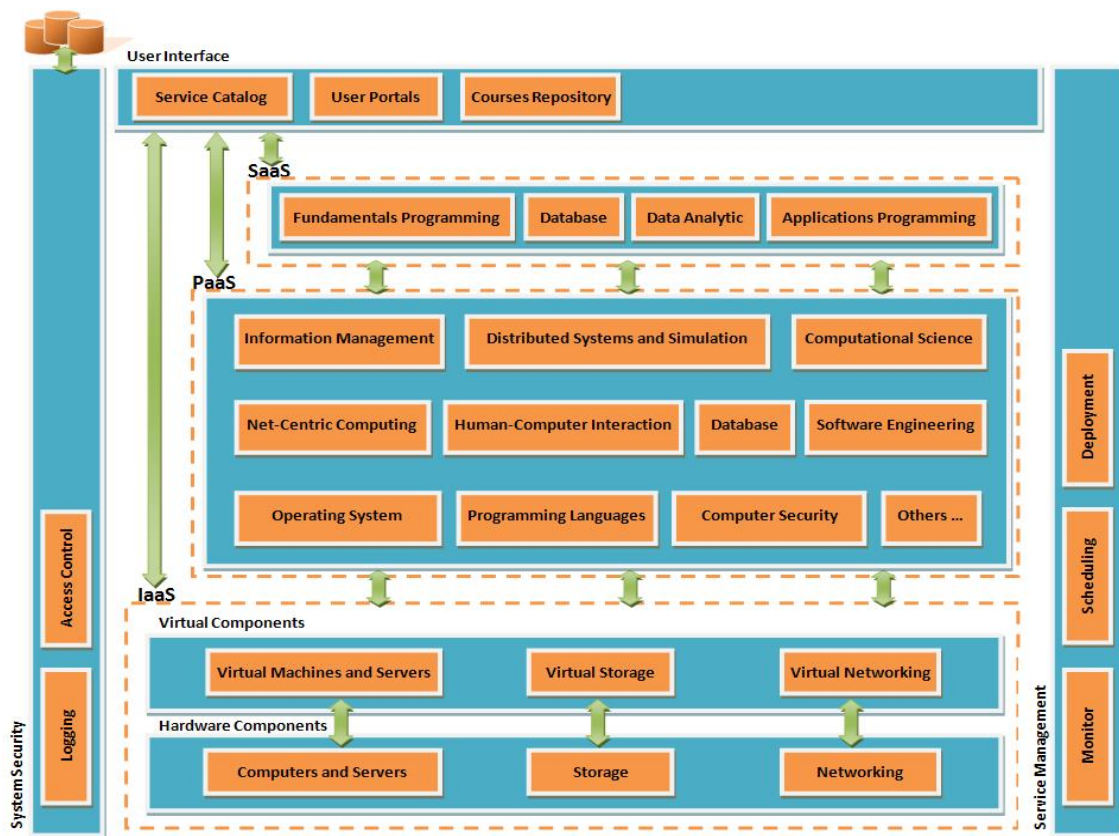 User Interface
Service Catalog
User Portals
Courses Repository
SaaS
Fundamentals Programming
Database
Data Analytic
Applications Programming
PaaS
Information Management
Distributed Systems and Simulation
Computational Science
Net-Centric Computing
Human-Computer Interaction
Database
Software Engineering
Operating System
Programming Languages
Computer Security
Others ...
IaaS
Virtual Components
Virtual Machines and Servers
Virtual Storage
Virtual Networking
Hardware Components
Computers and Servers
Storage
Networking
System Security
Access Control
Logging
Service Management
Deployment
Scheduling
Monitor